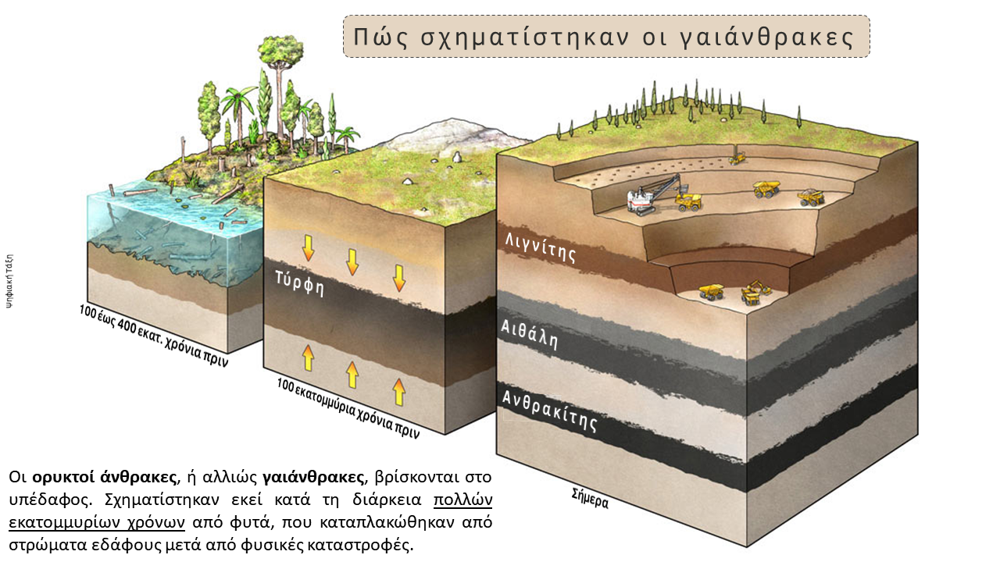 Πώς σχηματίστηκαν οι γαιάνθρακες
Λιγνίτης
Τύρφη
Αιθάλη
Ανθρακίτης
ψηφιακή τάξη
100 έως 400 εκατ. χρόνια πριν
100 εκατομμύρια χρόνια πριν
Σήμερα
Οι ορυκτοί άνθρακες, ή αλλιώς γαιάνθρακες, βρίσκονται στο
υπέδαφος. Σχηματίστηκαν εκεί κατά τη διάρκεια πολλών
εκατομμυρίων χρόνων από φυτά, που καταπλακώθηκαν από
στρώματα εδάφους μετά από φυσικές καταστροφές.